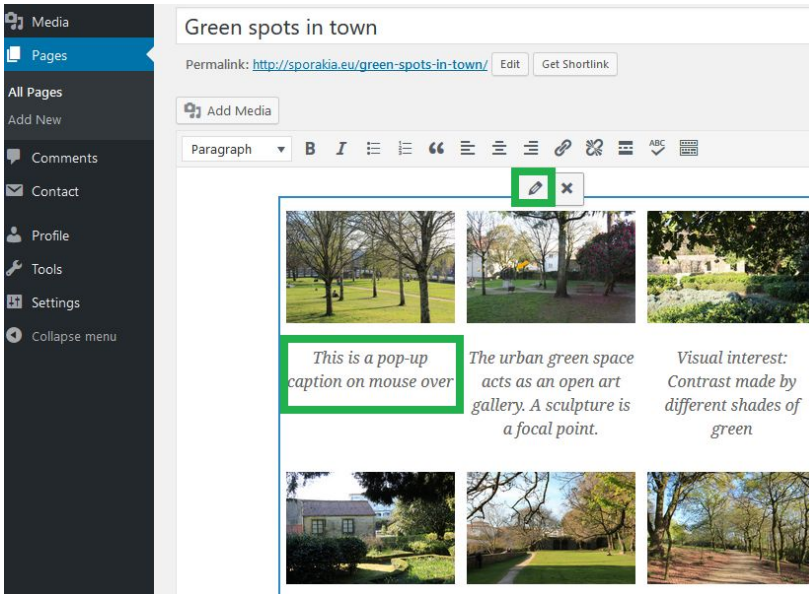 Media
Pages
All Pages
Add New
Comments
Contact
Profile
Tools
Settings
Collapse menu
Green spots in town
Permalink: http://sporakia.eu/green-spots-in-town/ Edit Get Shortlink
Add Media
Paragraph B I ABC
This is a pop-up
caption on mouse over
The urban green space
acts as an open art
gallery. A sculpture is
a focal point.
Visual interest:
Contrast made by
different shades of
green